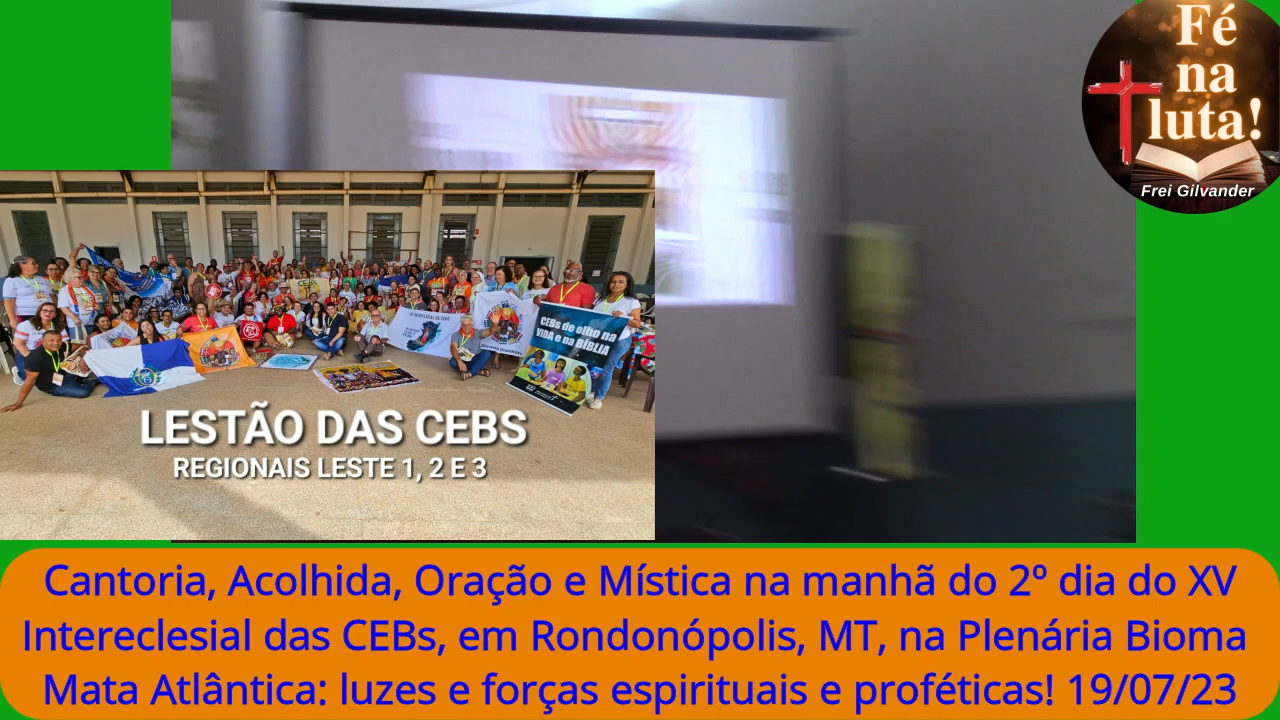 Fé
na
luta!
Frei Gilvander
CEBs de olho na
VIDA e na BÍBLIA
LESTÃO DAS CEBS
REGIONAIS LESTE 1, 2 E 3
Cantoria, Acolhida, Oração e Mística na manhã do 2º dia do XV
Intereclesial das CEBs, em Rondonópolis, MT, na Plenária Bioma
Mata Atlântica: luzes e forças espirituais e proféticas! 19/07/23